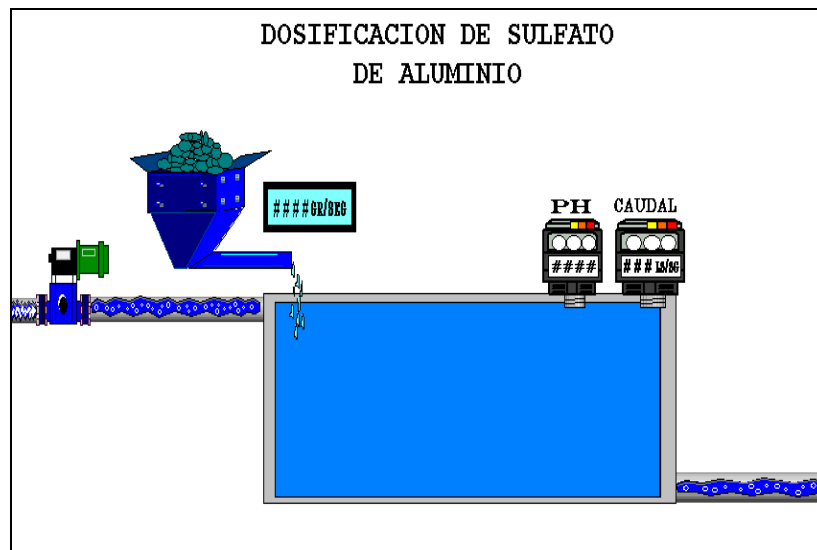 DOSIFICACION DE SULFATO
DE ALUMINIO
####GR/SEG
PH
CAUDAL
####
###LS/SG